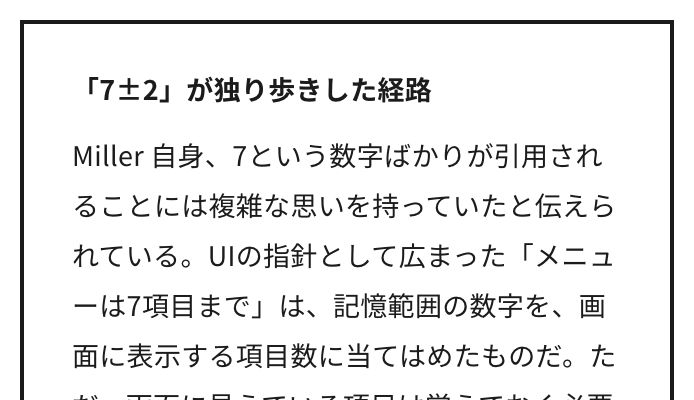 「7±2」が独り歩きした経路
Miller 自身、7という数字ばかりが引用され
ることには複雑な思いを持っていたと伝えら
れている。UIの指針として広まった「メニュ
ーは7項目まで」は、記憶範囲の数字を、画
面に表示する項目数に当てはめたものだ。た